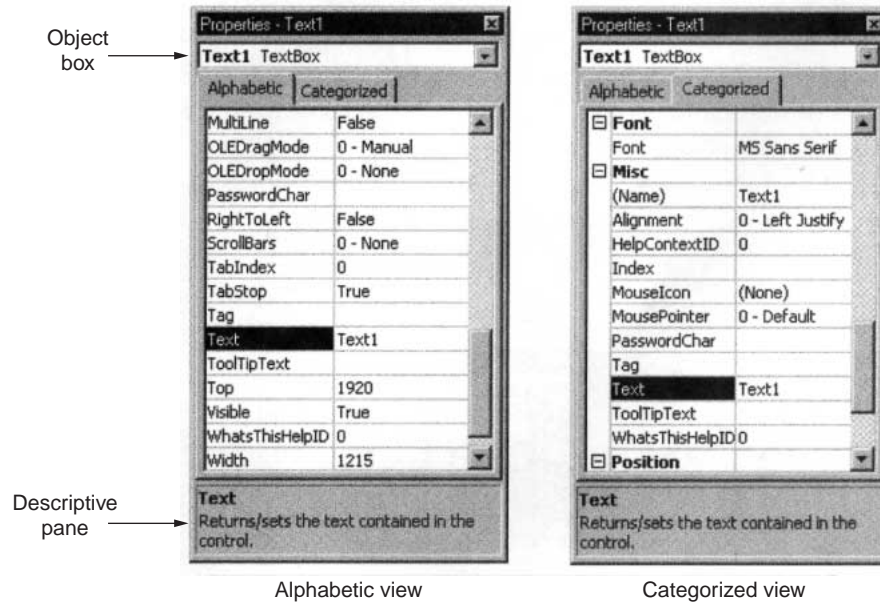 Object
box
Properties - Text1
Text1 TextBox
Alphabetic Categorized
MultiLine False
OLEDragMode 0 - Manual
OLEDropMode 0 - None
PasswordChar
RightToLeft False
ScrollBars 0 - None
TabIndex 0
TabStop True
Tag
Text Text1
ToolTipText
Top 1920
Visible True
WhatsThisHelpID 0
Width 1215
Descriptive
pane
Text
Returns/sets the text contained in the
control.
Alphabetic view
Properties - Text1
Text1 TextBox
Alphabetic Categorized
Font
Font MS Sans Serif
Misc
(Name) Text1
Alignment 0 - Left Justify
HelpContextID 0
Index
MouseIcon (None)
MousePointer 0 - Default
PasswordChar
Tag
Text Text1
ToolTipText
WhatsThisHelpID 0
Position
Text
Returns/sets the text contained in the
control.
Categorized view